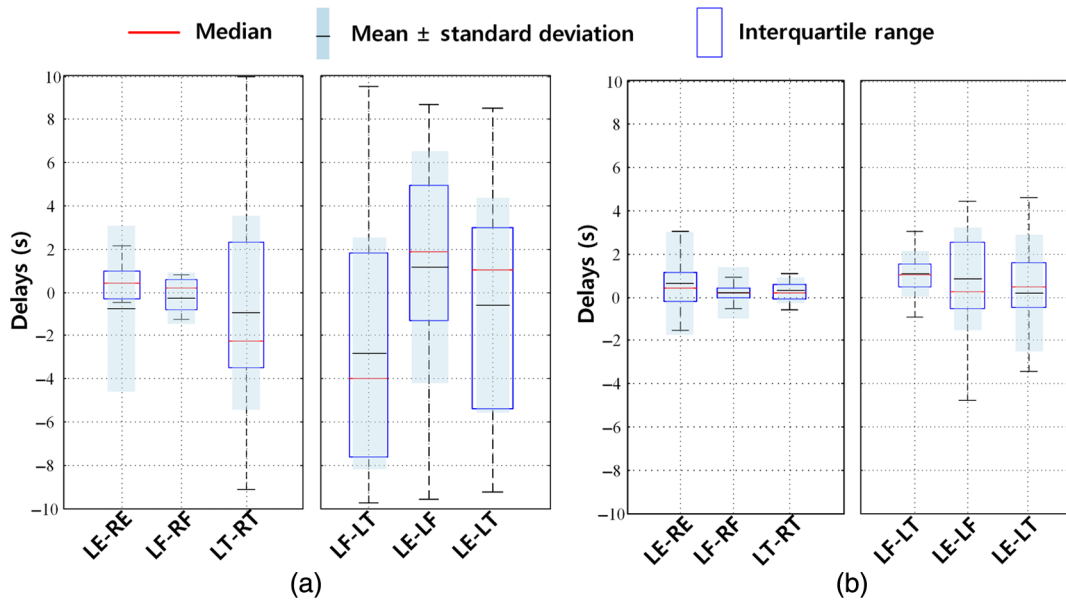 Median
Mean ± standard deviation
Interquartile range
Delays (s)
10
8
6
4
2
0
−2
−4
−6
−8
−10
LE-RE
LF-RF
LT-RT
LF-LT
LE-LF
LE-LT
(a)
Delays (s)
10
8
6
4
2
0
−2
−4
−6
−8
−10
LE-RE
LF-RF
LT-RT
LF-LT
LE-LF
LE-LT
(b)